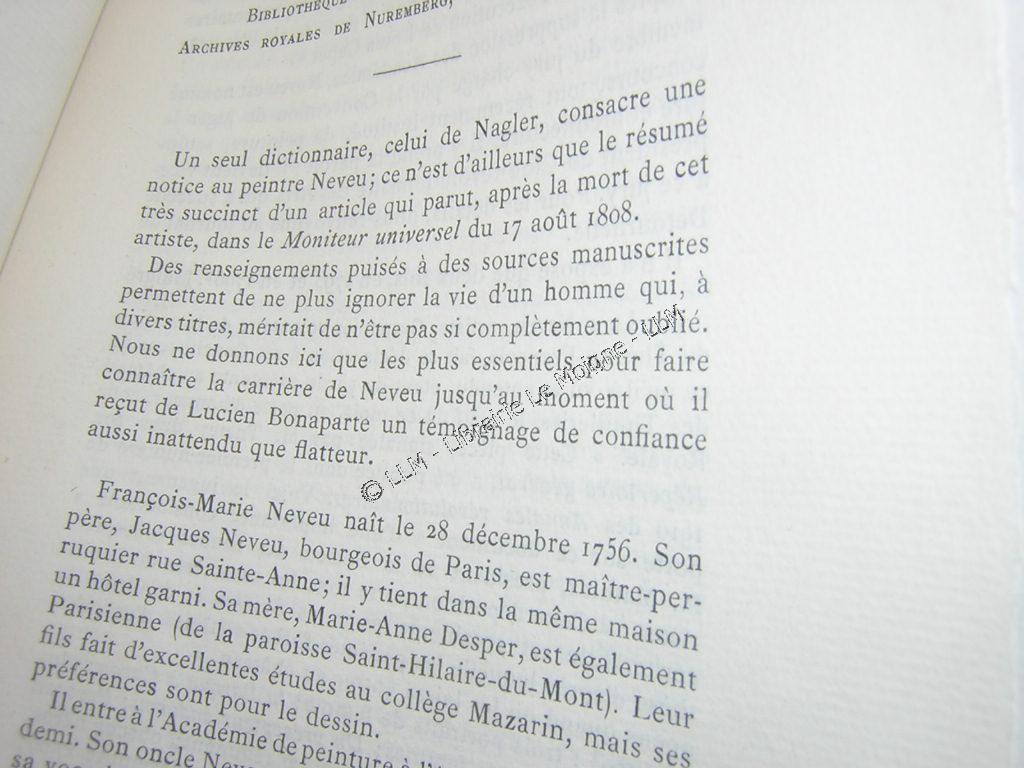 BIBLIOTHÈQUE
ARCHIVES ROYALES DE NUREMBERG,
Un seul dictionnaire, celui de Nagler, consacre une
notice au peintre Neveu; ce n'est d'ailleurs que le résumé
très succinct d'un article qui parut, après la mort de cet
artiste, dans le Moniteur universel du 17 août 1808.
Des renseignements puisés à des sources manuscrites
permettent de ne plus ignorer la vie d'un homme qui, à
divers titres, méritait de n'être pas si complètement oublié.
Nous ne donnons ici que les plus essentiels pour faire
connaître la carrière de Neveu jusqu'au moment où il
reçut de Lucien Bonaparte un témoignage de confiance
aussi inattendu que flatteur.
© LLM - Librairie Le Moigne - LLM
François-Marie Neveu naît le 28 décembre 1756. Son
père, Jacques Neveu, bourgeois de Paris, est maître-per-
ruquier rue Sainte-Anne; il y tient dans la même maison
un hôtel garni. Sa mère, Marie-Anne Desper, est également
Parisienne (de la paroisse Saint-Hilaire-du-Mont). Leur
fils fait d'excellentes études au collège Mazarin, mais ses
préférences sont pour le dessin.
Il entre à l'Académie de peinture à
demi. Son oncle
sa